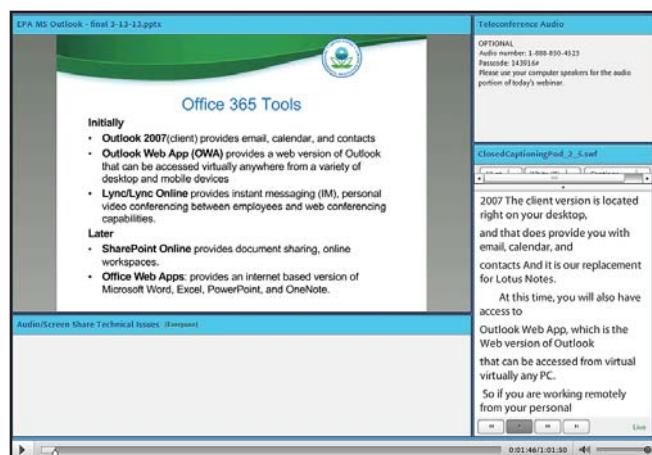 EPA MS Outlook - final 3-13-13.pptx
Office 365 Tools
Initially
• Outlook 2007(client) provides email, calendar, and contacts
• Outlook Web App (OWA) provides a web version of Outlook
that can be accessed virtually anywhere from a variety of
desktop and mobile devices
• Lync/Lync Online provides instant messaging (IM), personal
video conferencing between employees and web conferencing
capabilities.
Later
• SharePoint Online provides document sharing, online
workspaces.
• Office Web Apps: provides an internet based version of
Microsoft Word, Excel, PowerPoint, and OneNote.
Audio/Screen Share Technical Issues (Everyone)
Teleconference Audio
OPTIONAL
Audio number: 1-888-850-4523
Passcode: 143916#
Please use your computer speakers for the audio
portion of today's webinar.
ClosedCaptioningPod_2_5.swf
2007 The client version is located
right on your desktop,
and that does provide you with
email, calendar, and
contacts And it is our replacement
for Lotus Notes.
At this time, you will also have
access to
Outlook Web App, which is the
Web version of Outlook
that can be accessed from virtual
virtually any PC.
So if you are working remotely
from your personal
Live
0:01:46/1:01:50